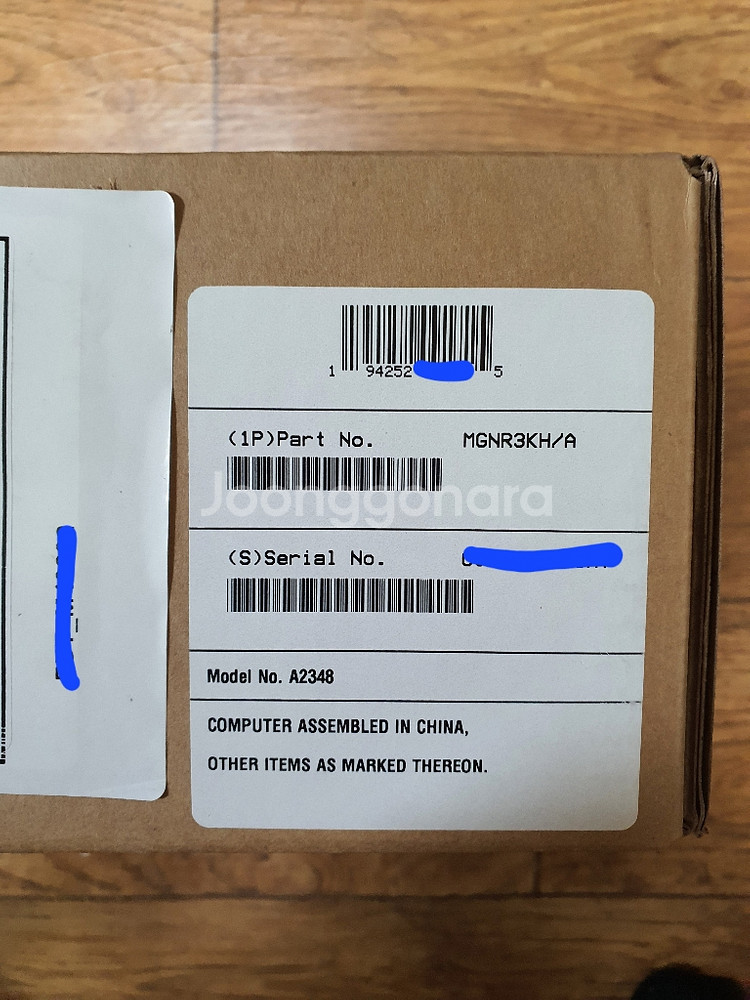 1 94252 5
(1P)Part No. MGNR3KH/A
Joonggonara
(S)Serial No.
Model No. A2348
COMPUTER ASSEMBLED IN CHINA,
OTHER ITEMS AS MARKED THEREON.